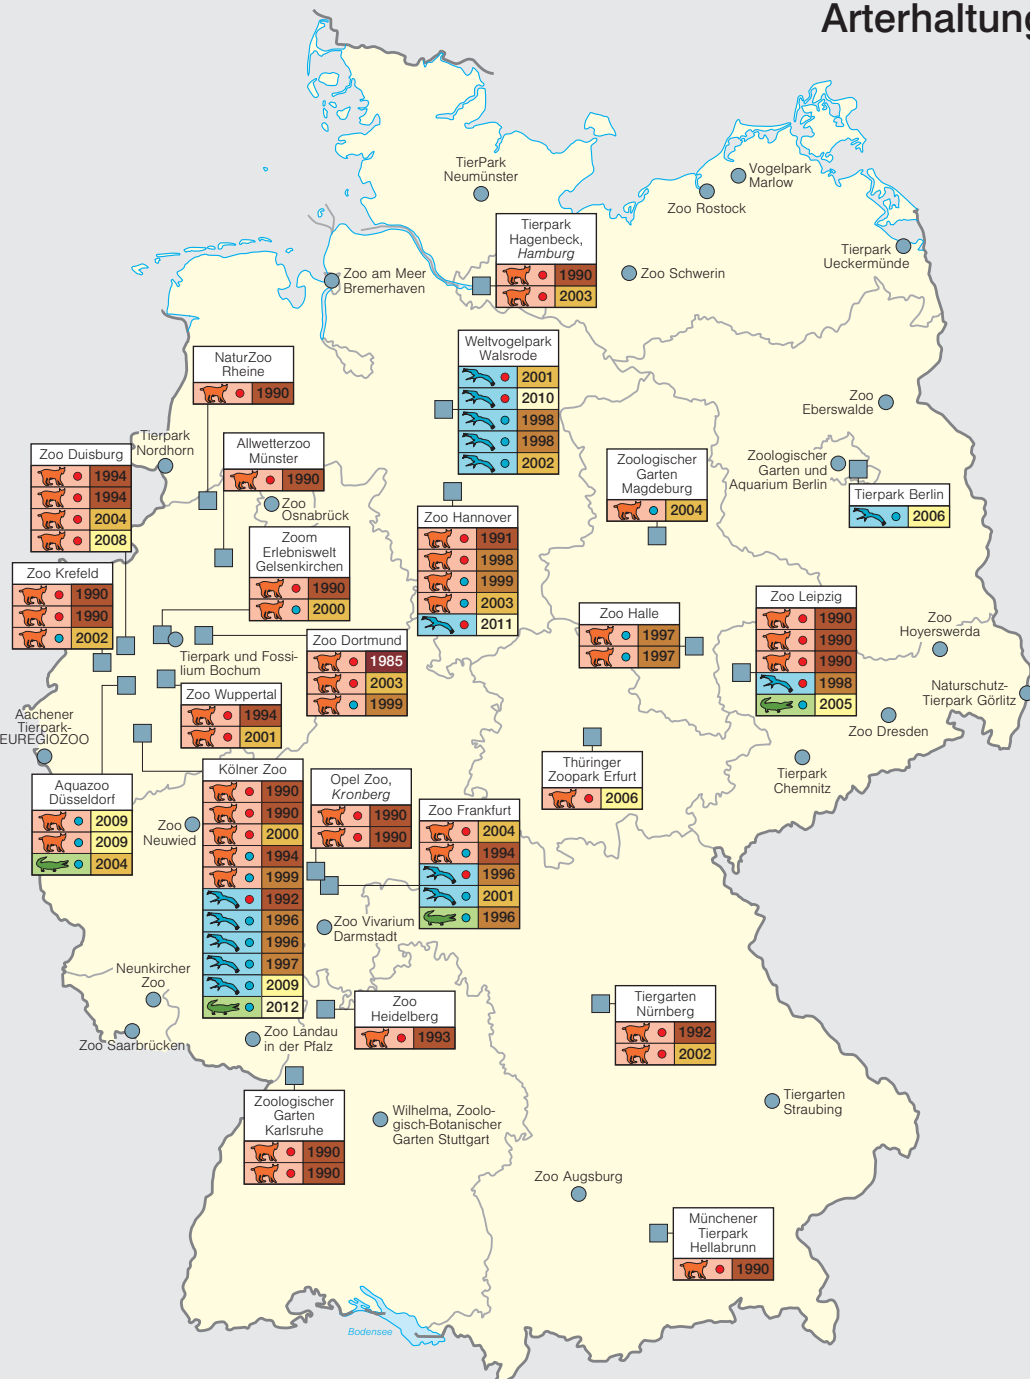 Arterhaltung
TierPark
Neumünster
Vogelpark
Marlow
Zoo Rostock
Tierpark
Hagenbeck,
Hamburg
1990
2003
Tierpark
Ueckermünde
Zoo Schwerin
Zoo am Meer
Bremerhaven
Weltvogelpark
Walsrode
2001
2010
1998
1998
2002
NaturZoo
Rheine
1990
Zoo
Eberswalde
Tierpark
Nordhorn
Allwetterzoo
Münster
1990
Zoo Duisburg
1994
1994
2004
2008
Zoologischer
Garten
Magdeburg
2004
Zoologischer
Garten und
Aquarium Berlin
Tierpark Berlin
2006
Zoo
Osnabrück
Zoo Hannover
1991
1998
1999
2003
2011
Zoom
Erlebniswelt
Gelsenkirchen
1990
2000
Zoo Krefeld
1990
1990
2002
Zoo Leipzig
1990
1990
1990
1998
2005
Zoo Halle
1997
1997
Zoo
Hoyerswerda
Zoo Dortmund
1985
2003
1999
Tierpark und Fossi-
lium Bochum
Zoo Wuppertal
1994
2001
Naturschutz-
Tierpark Görlitz
Aachener
Tierpark-
EUREGIOZOO
Zoo Dresden
Thüringer
Zoopark Erfurt
2006
Tierpark
Chemnitz
Kölner Zoo
1990
1990
2000
1994
1999
1992
1996
1996
1997
2009
2012
Opel Zoo,
Kronberg
1990
1990
Aquazoo
Düsseldorf
2009
2009
2004
Zoo
Neuwied
Zoo Frankfurt
2004
1994
1996
2001
1996
Zoo Vivarium
Darmstadt
Neunkircher
Zoo
Zoo
Heidelberg
1993
Tiergarten
Nürnberg
1992
2002
Zoo Saarbrücken
Zoo Landau
in der Pfalz
Zoologischer
Garten
Karlsruhe
1990
1990
Wilhelma, Zoolo-
gisch-Botanischer
Garten Stuttgart
Tiergarten
Straubing
Zoo Augsburg
Münchener
Tierpark
Hellabrunn
1990
Bodensee